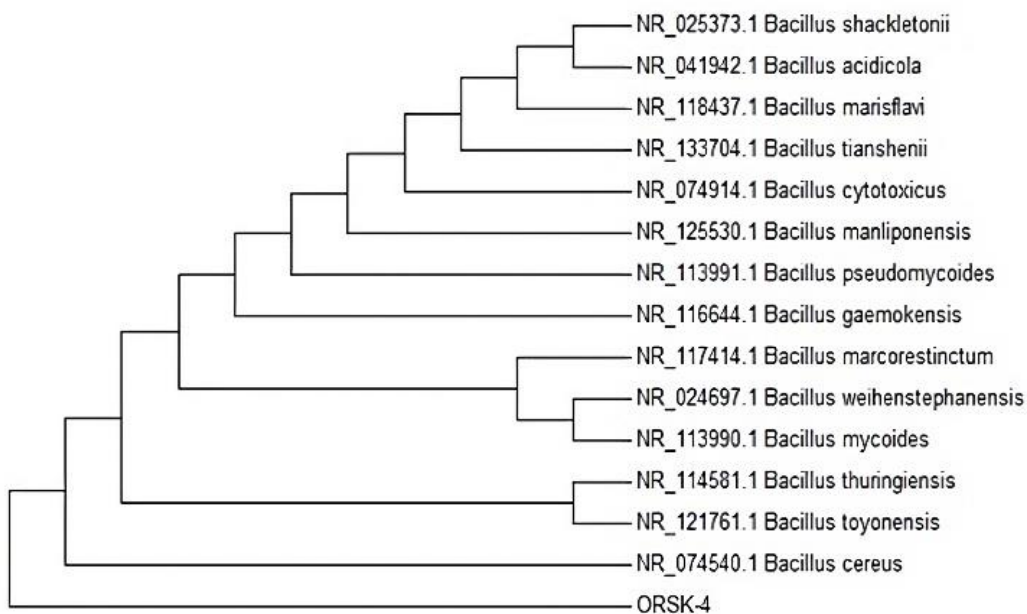 NR_025373.1 Bacillus shackletonii
NR_041942.1 Bacillus acidicola
NR_118437.1 Bacillus marisflavi
NR_133704.1 Bacillus tianshenii
NR_074914.1 Bacillus cytotoxicus
NR_125530.1 Bacillus manliponensis
NR_113991.1 Bacillus pseudomycoides
NR_116644.1 Bacillus gaemokensis
NR_117414.1 Bacillus marcorestinctum
NR_024697.1 Bacillus weihenstephanensis
NR_113990.1 Bacillus mycoides
NR_114581.1 Bacillus thuringiensis
NR_121761.1 Bacillus toyonensis
NR_074540.1 Bacillus cereus
ORSK-4